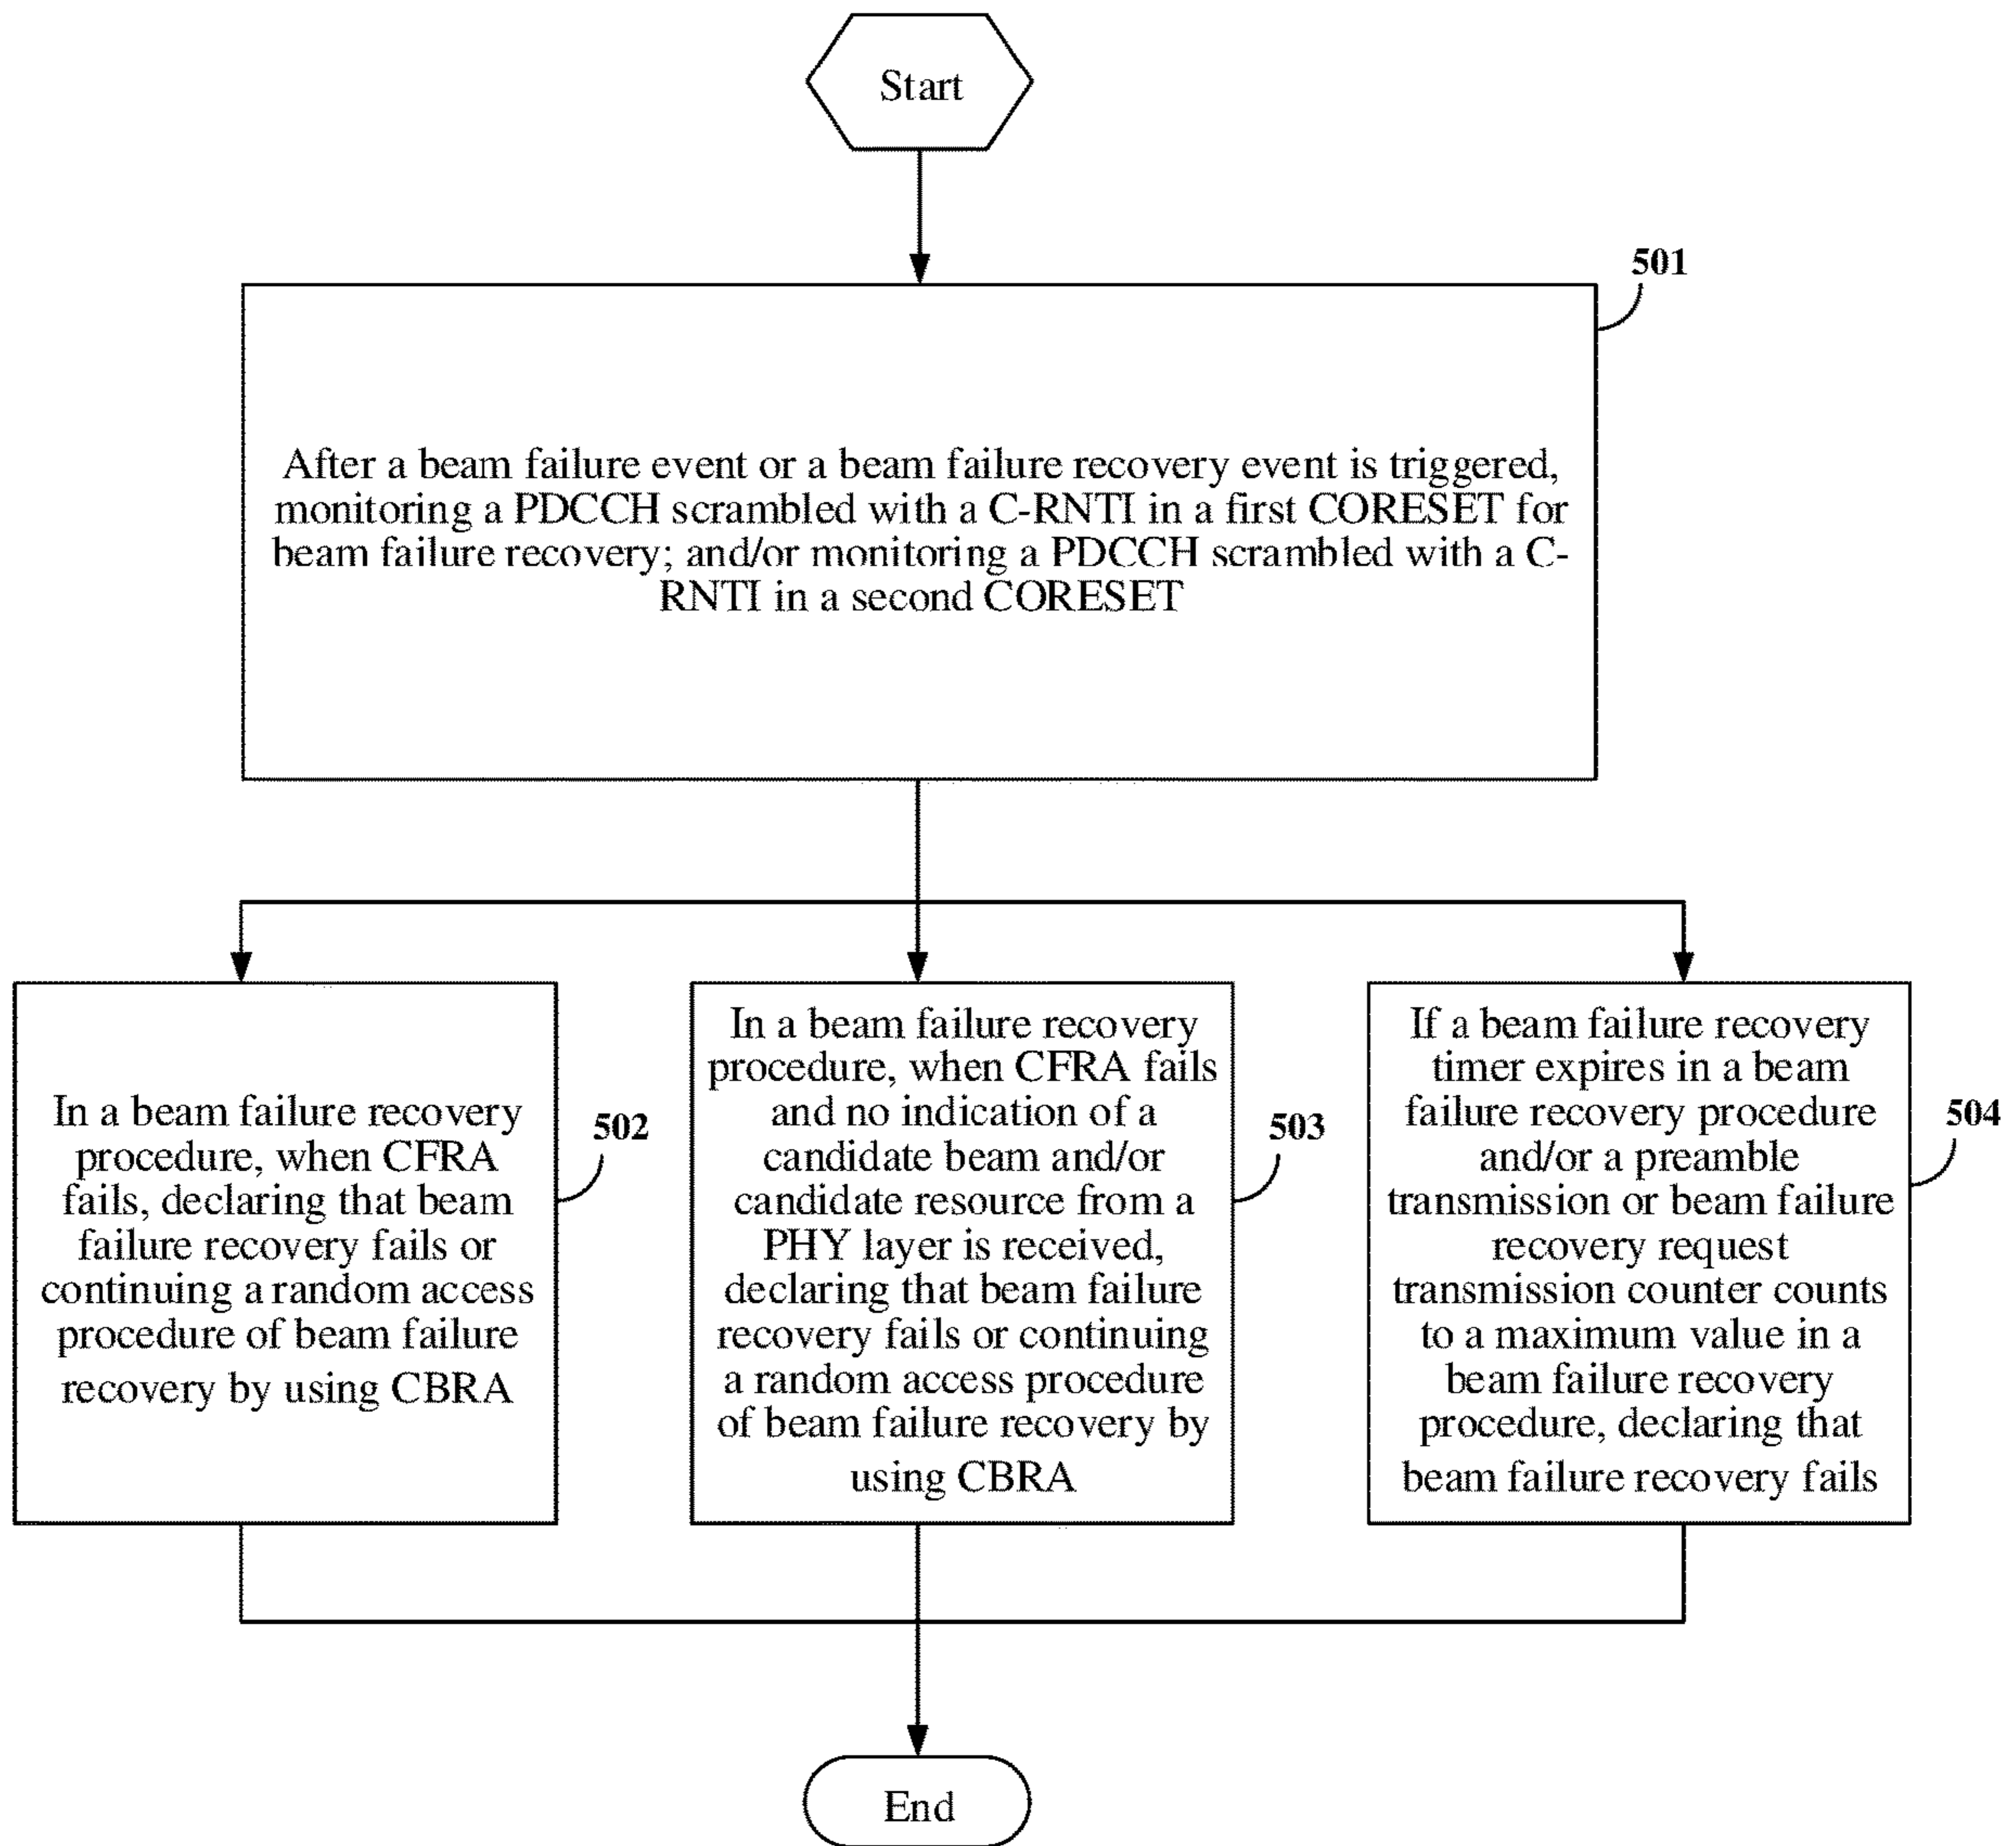 Start
501
After a beam failure event or a beam failure recovery event is triggered,
monitoring a PDCCH scrambled with a C-RNTI in a first CORESET for
beam failure recovery; and/or monitoring a PDCCH scrambled with a C-
RNTI in a second CORESET
In a beam failure recovery
procedure, when CFRA
fails, declaring that beam
failure recovery fails or
continuing a random access
procedure of beam failure
recovery by using CBRA
502
In a beam failure recovery
procedure, when CFRA fails
and no indication of a
candidate beam and/or
candidate resource from a
PHY layer is received,
declaring that beam failure
recovery fails or continuing
a random access procedure
of beam failure recovery by
using CBRA
503
If a beam failure recovery
timer expires in a beam
failure recovery procedure
and/or a preamble
transmission or beam failure
recovery request
transmission counter counts
to a maximum value in a
beam failure recovery
procedure, declaring that
beam failure recovery fails
504
End